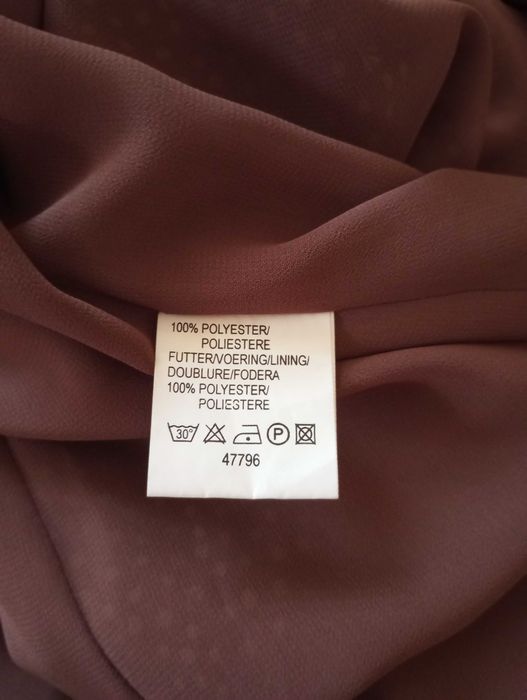 100% POLYESTER/
POLIESTERE
FUTTER/VOERING/LINING/
DOUBLURE/FODERA
100% POLYESTER/
POLIESTERE
30° P
47796